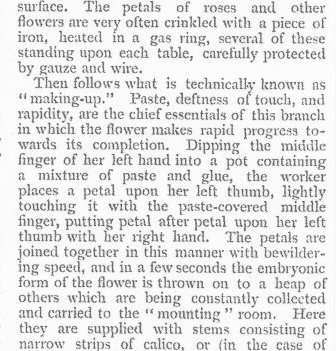 surface. The petals of roses and other
flowers are very often crinkled with a piece of
iron, heated in a gas ring, several of these
standing upon each table, carefully protected
by gauze and wire.
Then follows what is technically known as
"making-up." Paste, deftness of touch, and
rapidity, are the chief essentials of this branch
in which the flower makes rapid progress to-
wards its completion. Dipping the middle
finger of her left hand into a pot containing
a mixture of paste and glue, the worker
places a petal upon her left thumb, lightly
touching it with the paste-covered middle
finger, putting petal after petal upon her left
thumb with her right hand. The petals are
joined together in this manner with bewilder-
ing speed, and in a few seconds the embryonic
form of the flower is thrown on to a heap of
others which are being constantly collected
and carried to the "mounting" room. Here
they are supplied with stems consisting of
narrow strips of calico, or (in the case of